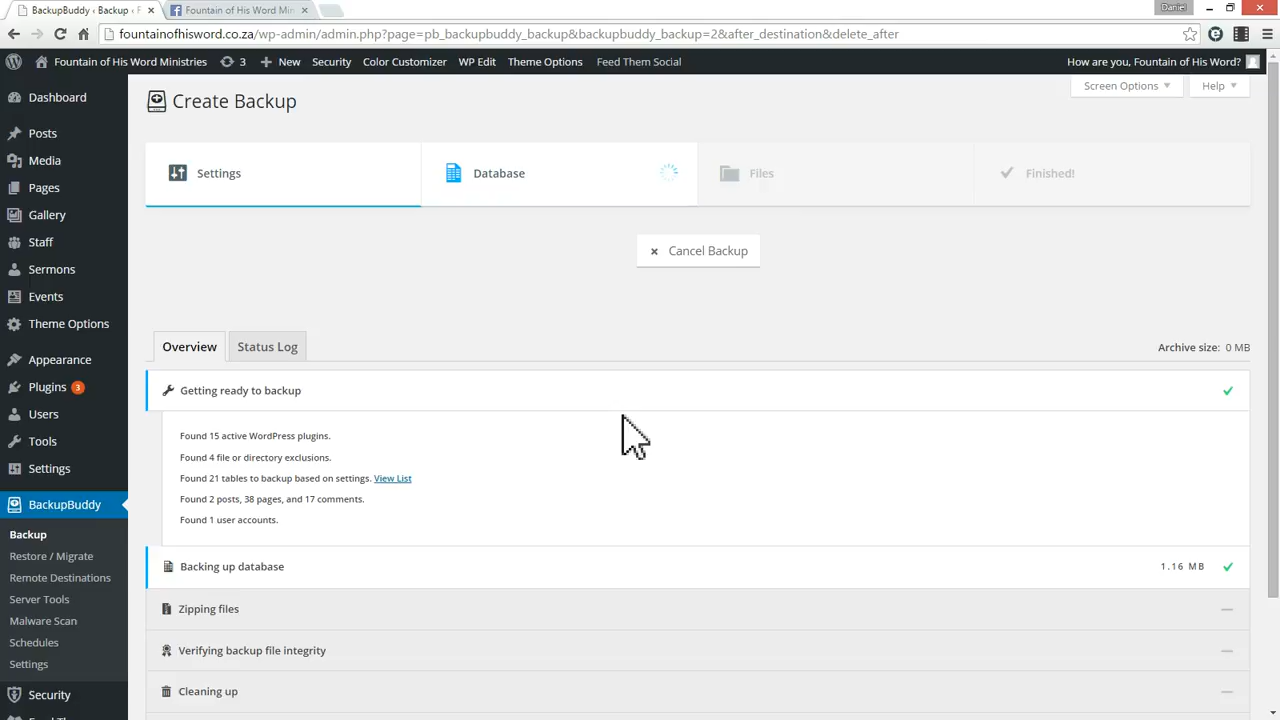 BackupBuddy ‹ Backup ‹ F
Fountain of His Word Mini
Daniel
fountainofhisword.co.za/wp-admin/admin.php?page=pb_backupbuddy_backup&backupbuddy_backup=2&after_destination&delete_after
Fountain of His Word Ministries
3
New
Security
Color Customizer
WP Edit
Theme Options
Feed Them Social
How are you, Fountain of His Word?
Screen Options
Help
Dashboard
Posts
Media
Pages
Gallery
Staff
Sermons
Events
Theme Options
Appearance
Plugins 3
Users
Tools
Settings
BackupBuddy
Backup
Restore / Migrate
Remote Destinations
Server Tools
Malware Scan
Schedules
Settings
Security
Create Backup
Settings
Database
Files
Finished!
Cancel Backup
Overview
Status Log
Archive size: 0 MB
Getting ready to backup
Found 15 active WordPress plugins.
Found 4 file or directory exclusions.
Found 21 tables to backup based on settings. View List
Found 2 posts, 38 pages, and 17 comments.
Found 1 user accounts.
Backing up database
1.16 MB
Zipping files
Verifying backup file integrity
Cleaning up